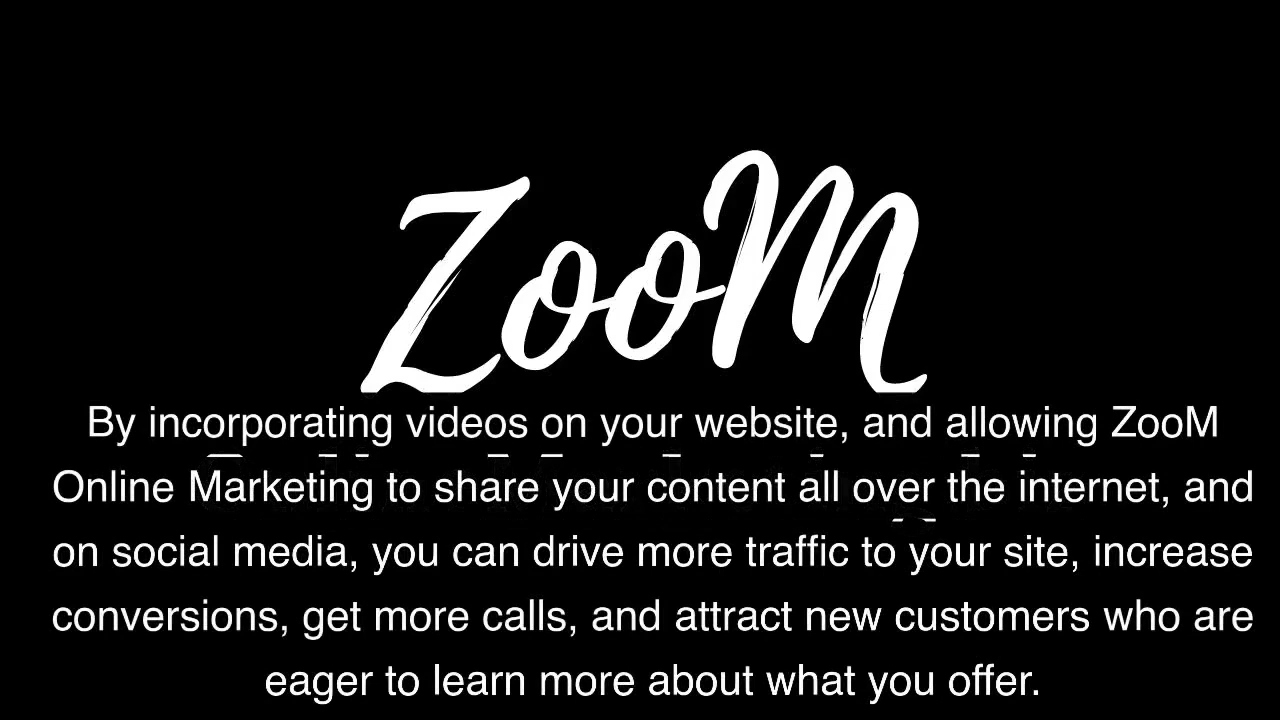 ZooM
By incorporating videos on your website, and allowing ZooM
Online Marketing to share your content all over the internet, and
on social media, you can drive more traffic to your site, increase
conversions, get more calls, and attract new customers who are
eager to learn more about what you offer.